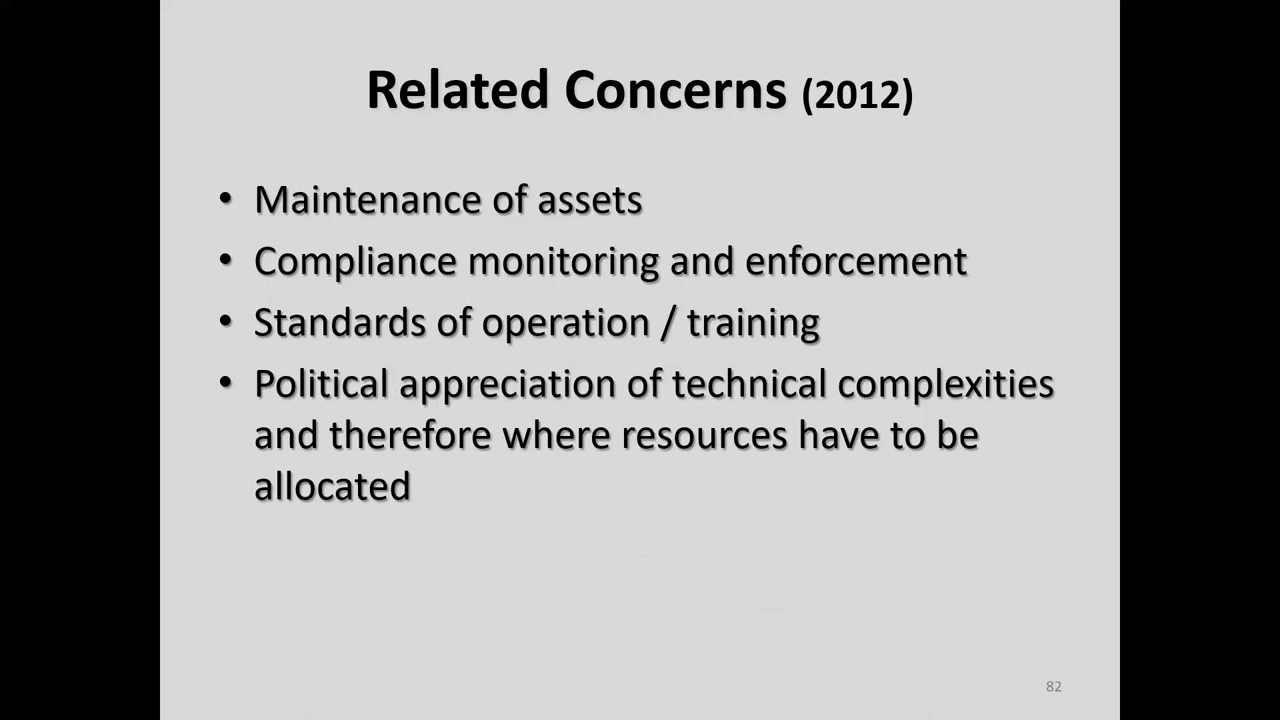 Related Concerns (2012)
• Maintenance of assets
• Compliance monitoring and enforcement
• Standards of operation / training
• Political appreciation of technical complexities
and therefore where resources have to be
allocated
82